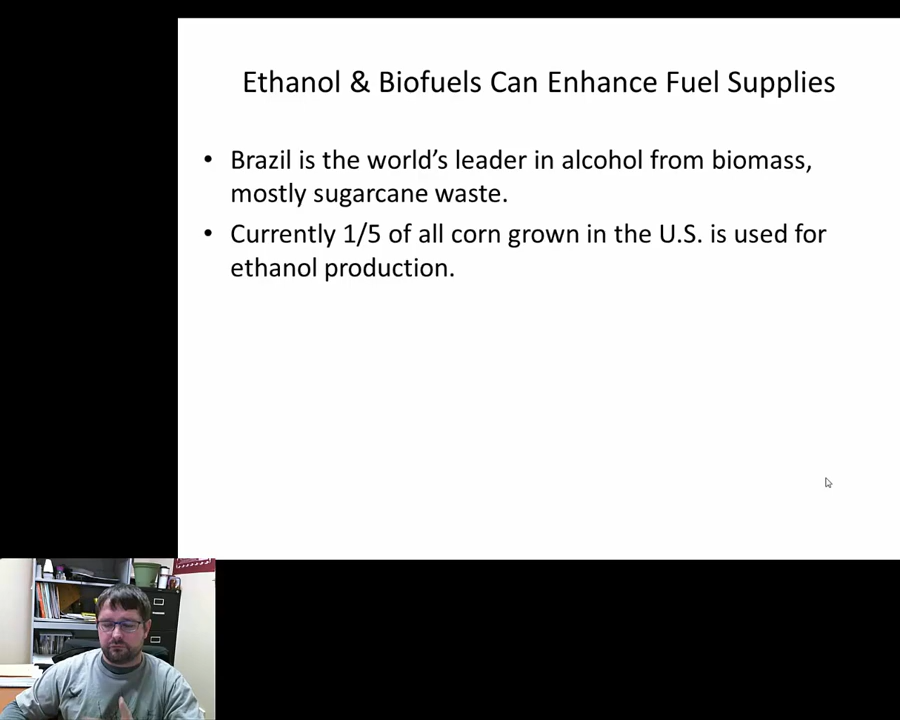 Ethanol & Biofuels Can Enhance Fuel Supplies
• Brazil is the world's leader in alcohol from biomass,
mostly sugarcane waste.
• Currently 1/5 of all corn grown in the U.S. is used for
ethanol production.